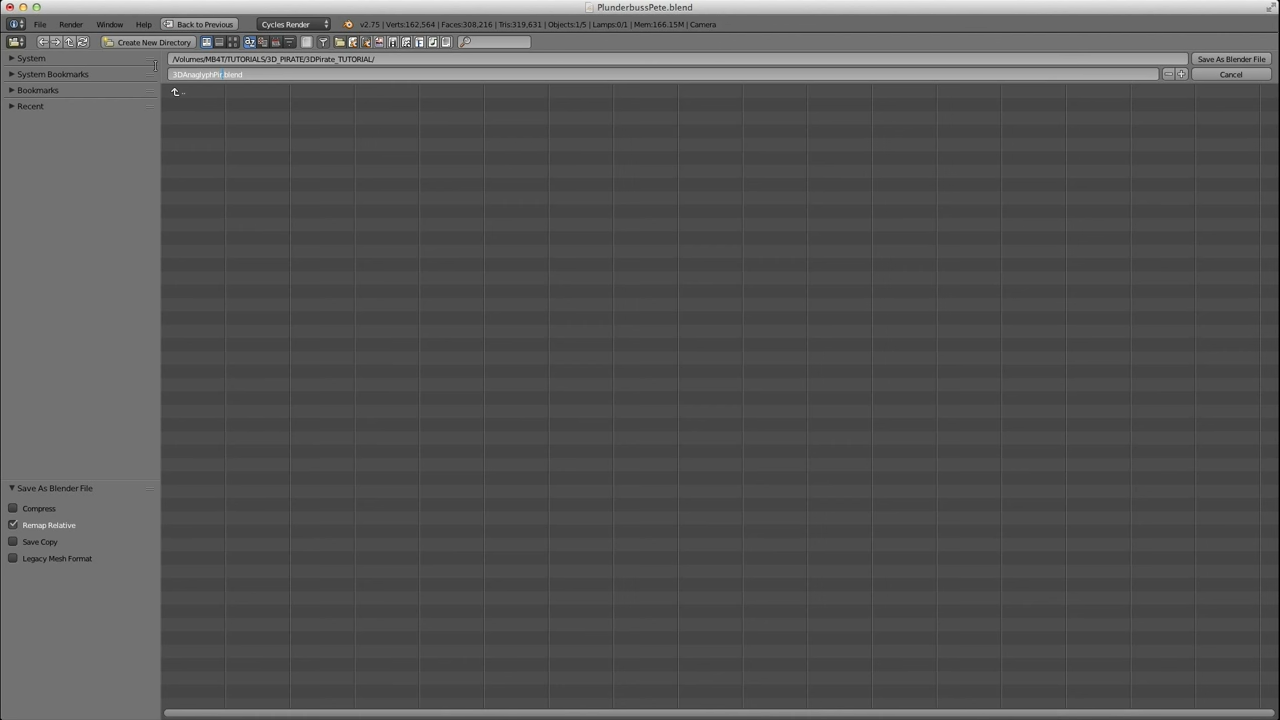 PlunderbussPete.blend
File Render Window Help Back to Previous Cycles Render v2.75 | Verts:162,564 | Faces:308,216 | Tris:319,631 | Objects:1/5 | Lamps:0/1 | Mem:166.15M | Camera
Create New Directory
System
/Volumes/MB4T/TUTORIALS/3D_PIRATE/3DPirate_TUTORIAL/
Save As Blender File
System Bookmarks
3DAnaglyphPir.blend
Cancel
Bookmarks
..
Recent
Save As Blender File
Compress
Remap Relative
Save Copy
Legacy Mesh Format